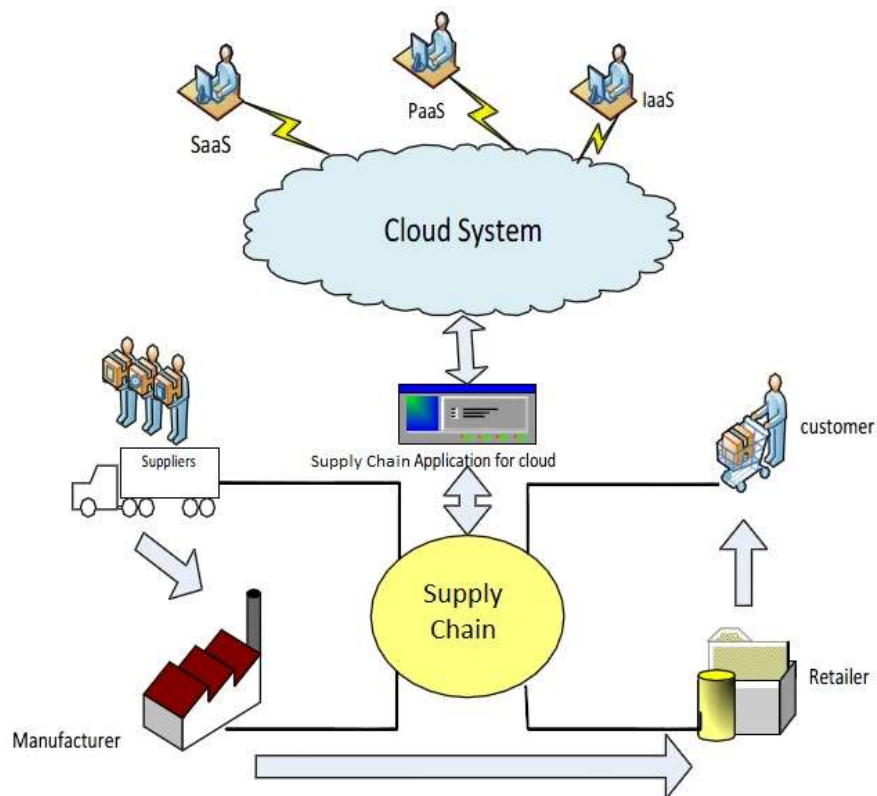 SaaS
PaaS
IaaS
Cloud System
Suppliers
Supply Chain Application for cloud
customer
Supply
Chain
Manufacturer
Retailer